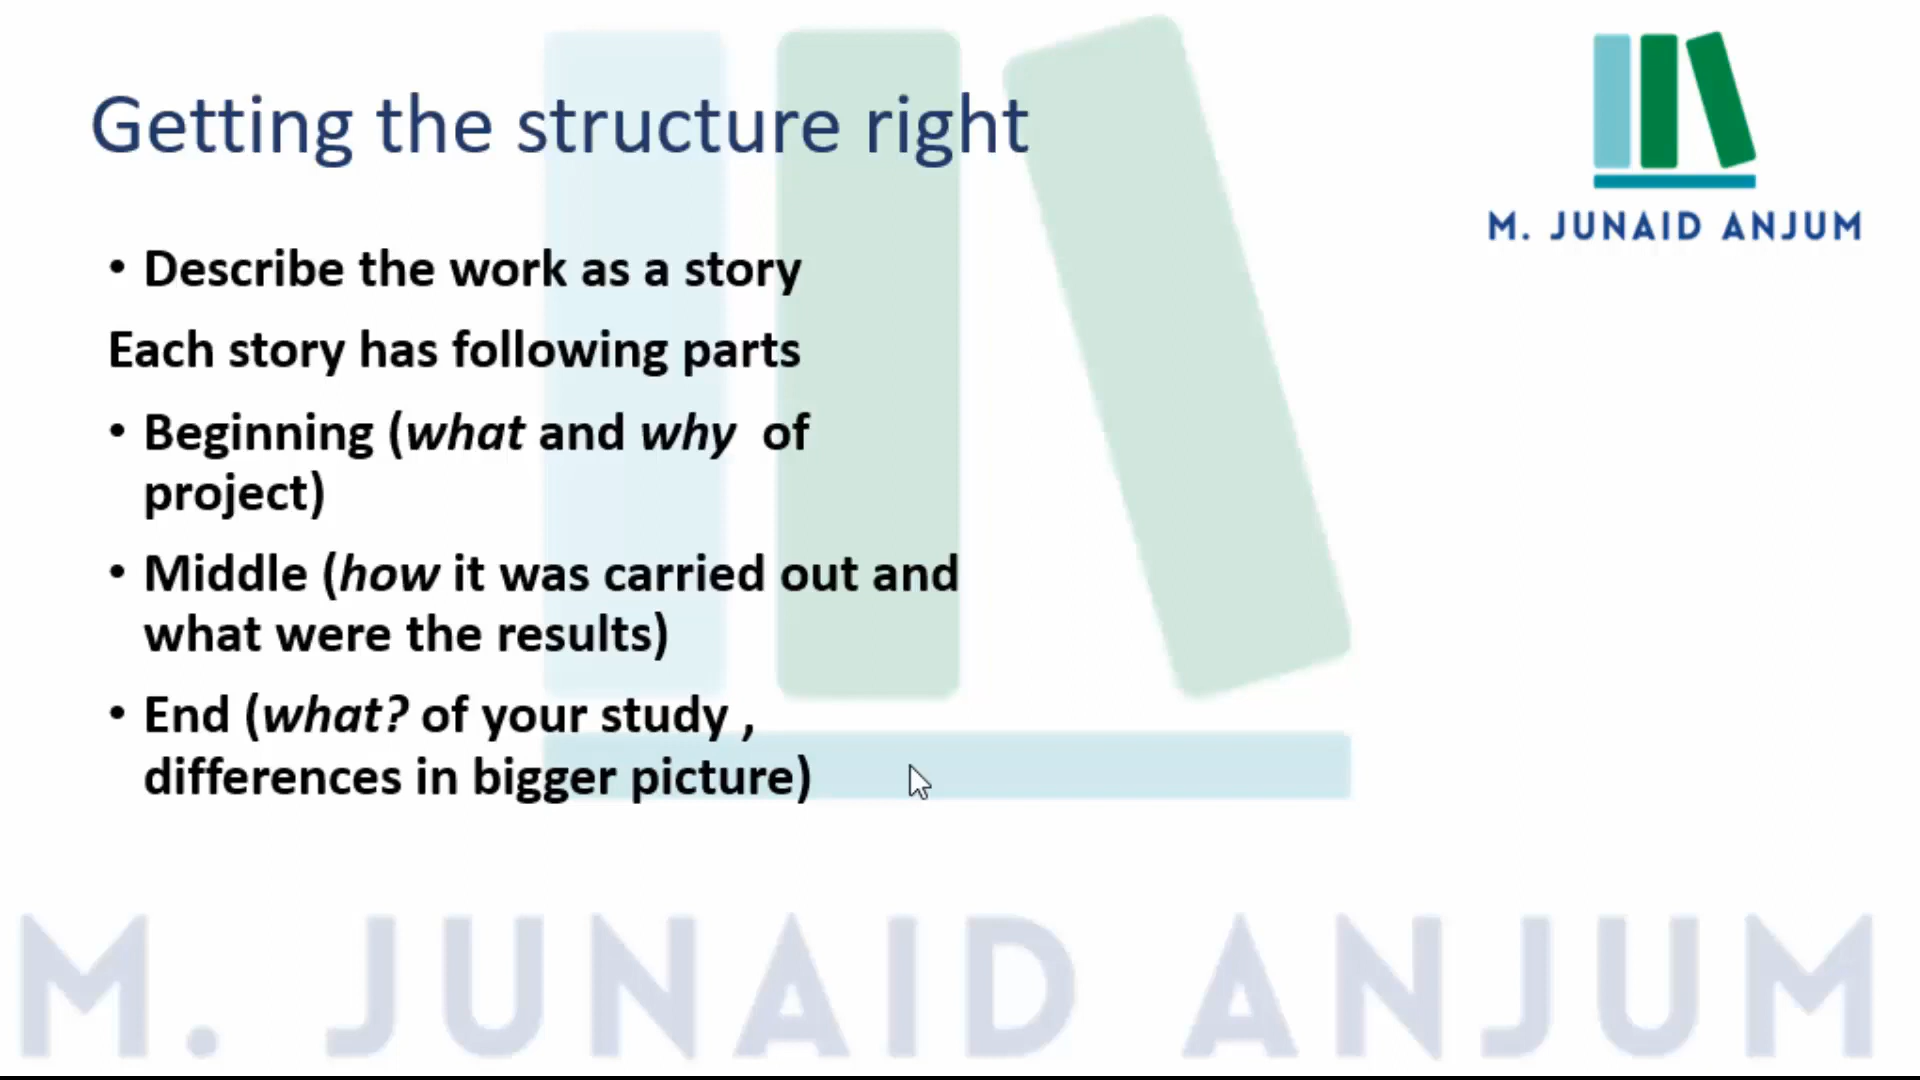 Getting the structure right
M. JUNAID ANJUM
• Describe the work as a story
Each story has following parts
• Beginning (what and why of
project)
• Middle (how it was carried out and
what were the results)
• End (what? of your study ,
differences in bigger picture)
M. JUNAID ANJUM